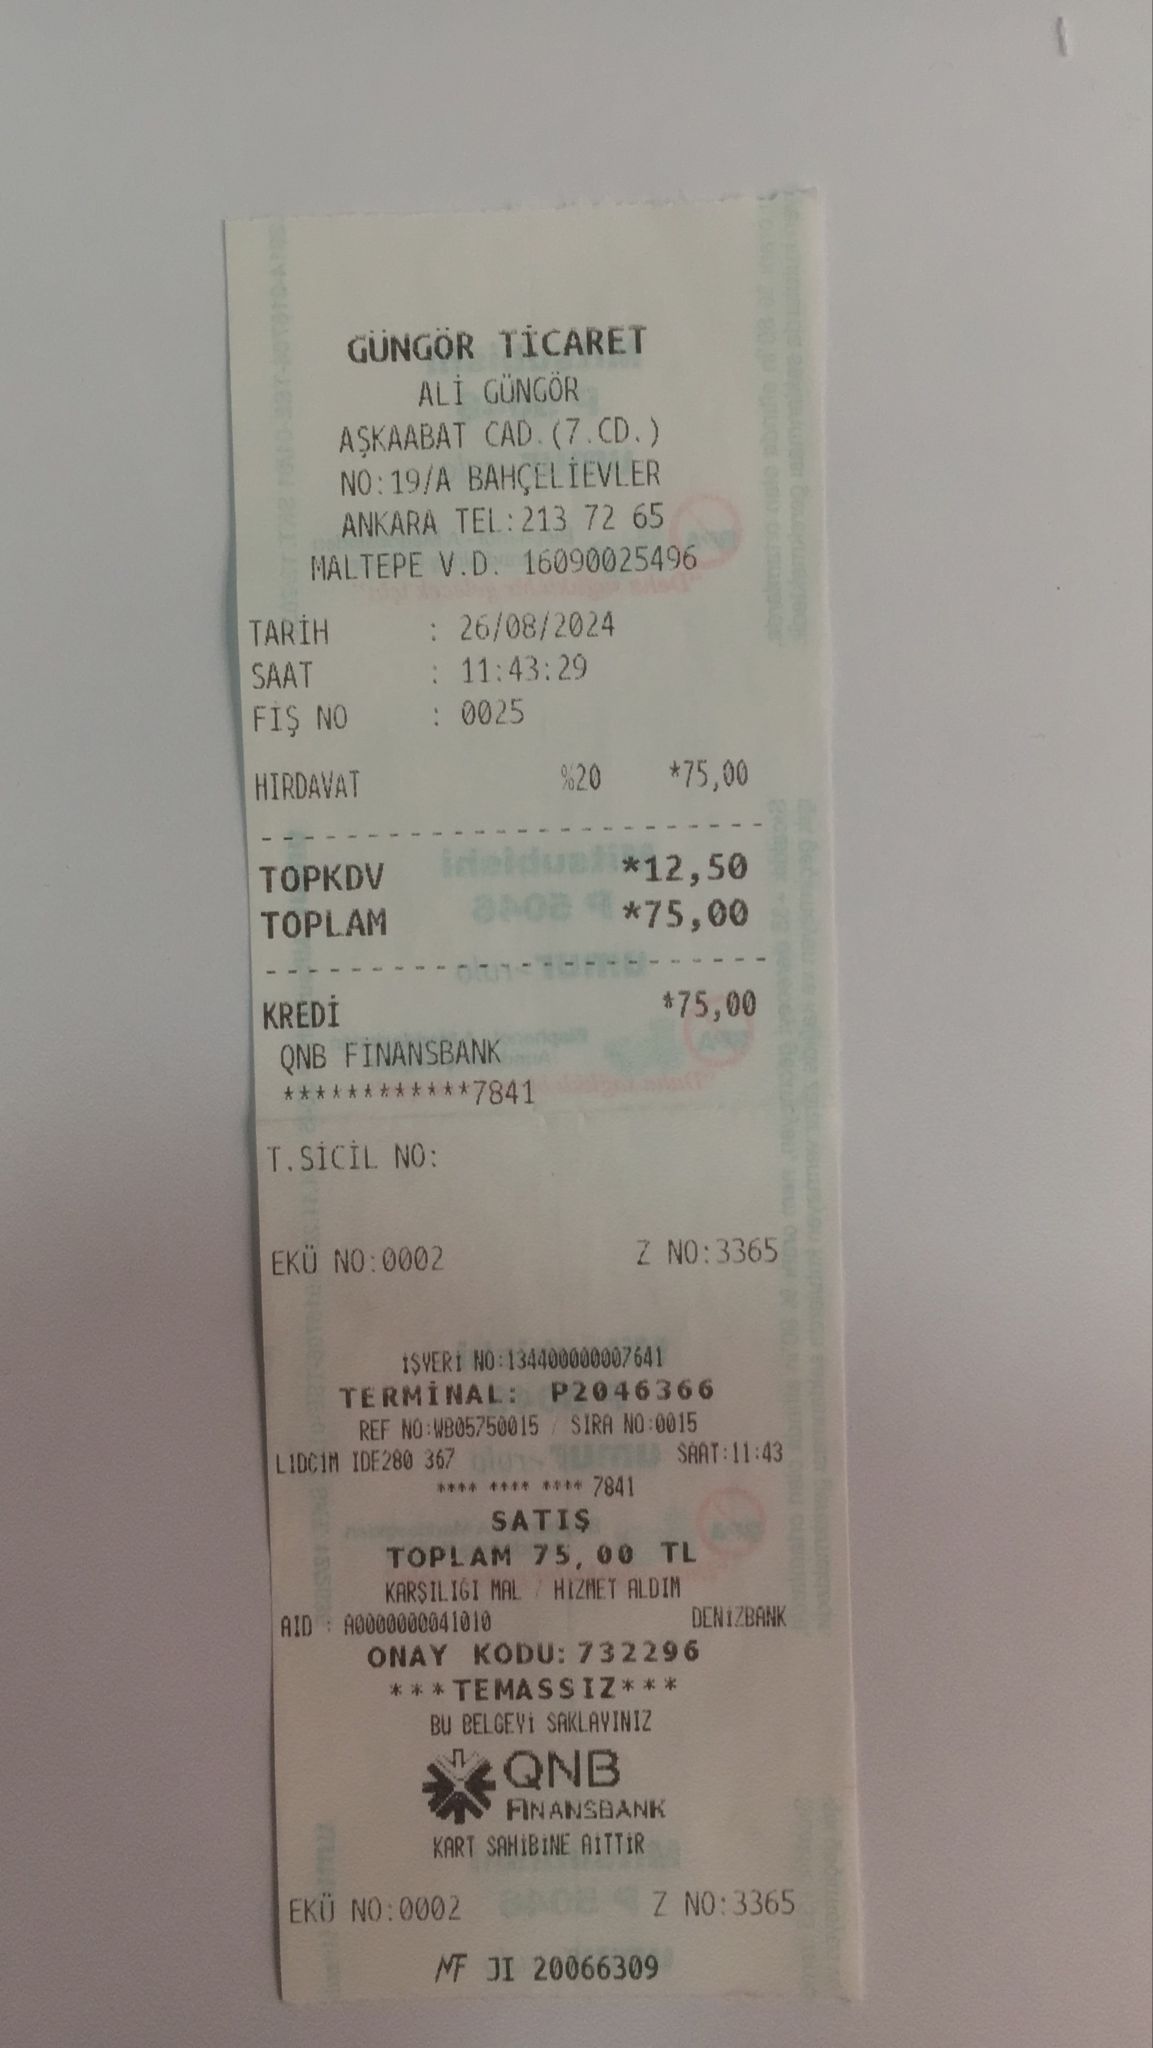 GÜNGÖR TİCARET
ALİ GÜNGÖR
AŞKAABAT CAD.(7.CD.)
NO:19/A BAHÇELİEVLER
ANKARA TEL:213 72 65
MALTEPE V.D. 16090025496
TARİH : 26/08/2024
SAAT : 11:43:29
FİŞ NO : 0025
HIRDAVAT %20 *75,00
TOPKDV *12,50
TOPLAM *75,00
KREDİ *75,00
QNB FİNANSBANK
************7841
T.SİCİL NO:
EKÜ NO:0002 Z NO:3365
İŞYERİ NO:134400000007641
TERMİNAL: P2046366
REF NO:WB05750015 / SIRA NO:0015
L1DC1M IDE280 367 SAAT:11:43
**** **** **** 7841
SATIŞ
TOPLAM 75,00 TL
KARŞILIĞI MAL / HİZMET ALDIM
AID : A0000000041010 DENİZBANK
ONAY KODU:732296
***TEMASSIZ***
BU BELGEYİ SAKLAYINIZ
QNB
FİNANSBANK
KART SAHİBİNE AİTTİR
EKÜ NO:0002 Z NO:3365
MF JI 20066309